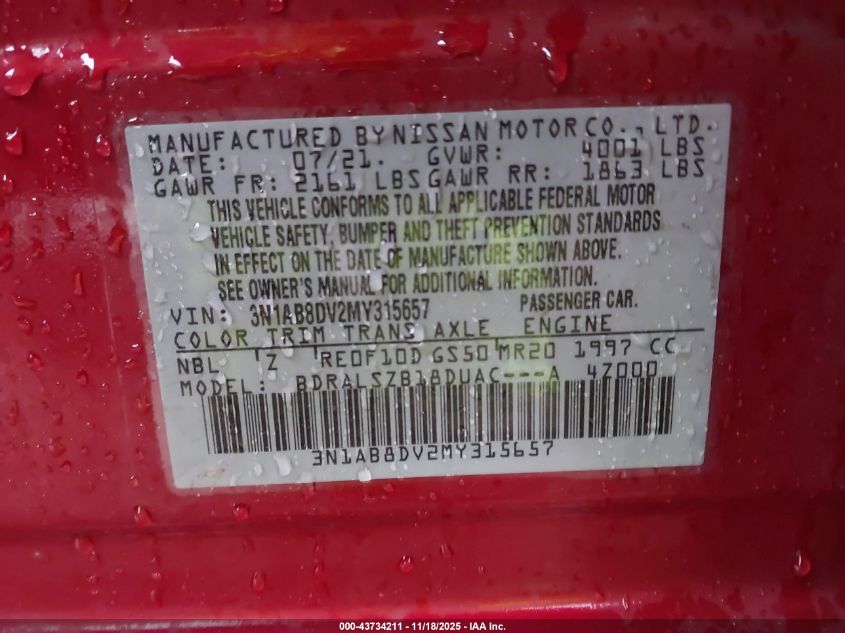 MANUFACTURED BY NISSAN MOTOR CO., LTD.
DATE: 07/21. GVWR: 4001 LBS
GAWR FR: 2161 LBS GAWR RR: 1863 LBS
THIS VEHICLE CONFORMS TO ALL APPLICABLE FEDERAL MOTOR
VEHICLE SAFETY, BUMPER AND THEFT PREVENTION STANDARDS
IN EFFECT ON THE DATE OF MANUFACTURE SHOWN ABOVE.
SEE OWNER'S MANUAL FOR ADDITIONAL INFORMATION.
VIN: 3N1AB8DV2MY315657 PASSENGER CAR.
COLOR TRIM TRANS AXLE ENGINE
NBL Z RE0F10D GS50 MR20 1997 CC
MODEL: BDRALSZB18DUAC---A 4Z000
3N1AB8DV2MY315657
000-43734211 - 11/18/2025 - IAA Inc.